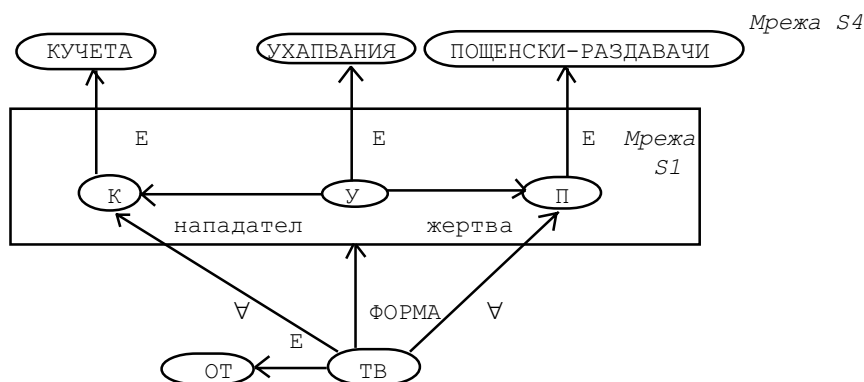 Мрежа S4
КУЧЕТА УХАПВАНИЯ ПОЩЕНСКИ-РАЗДАВАЧИ
Е Е Е Мрежа
S1
К У П
нападател жертва
∀ ФОРМА ∀
Е
ОТ ТВ